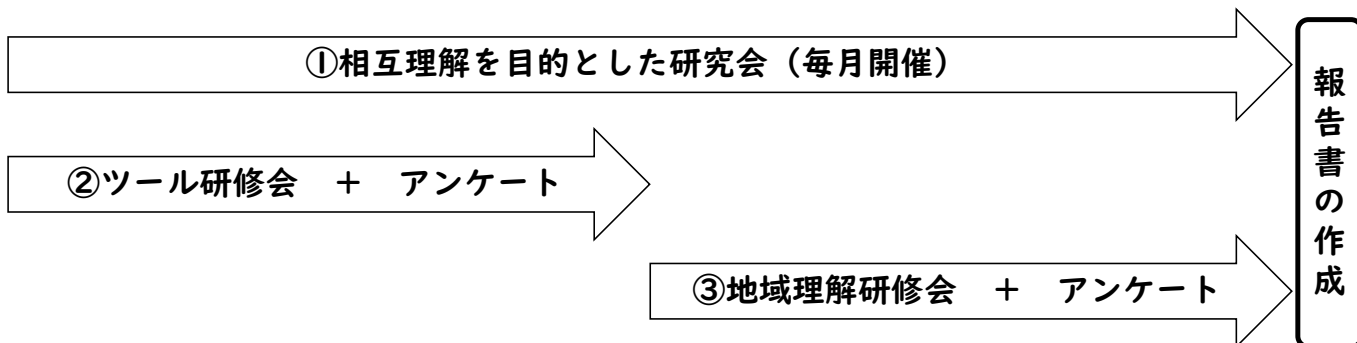 ①相互理解を目的とした研究会（毎月開催）
②ツール研修会　＋　アンケート
③地域理解研修会　＋　アンケート
報告書の作成